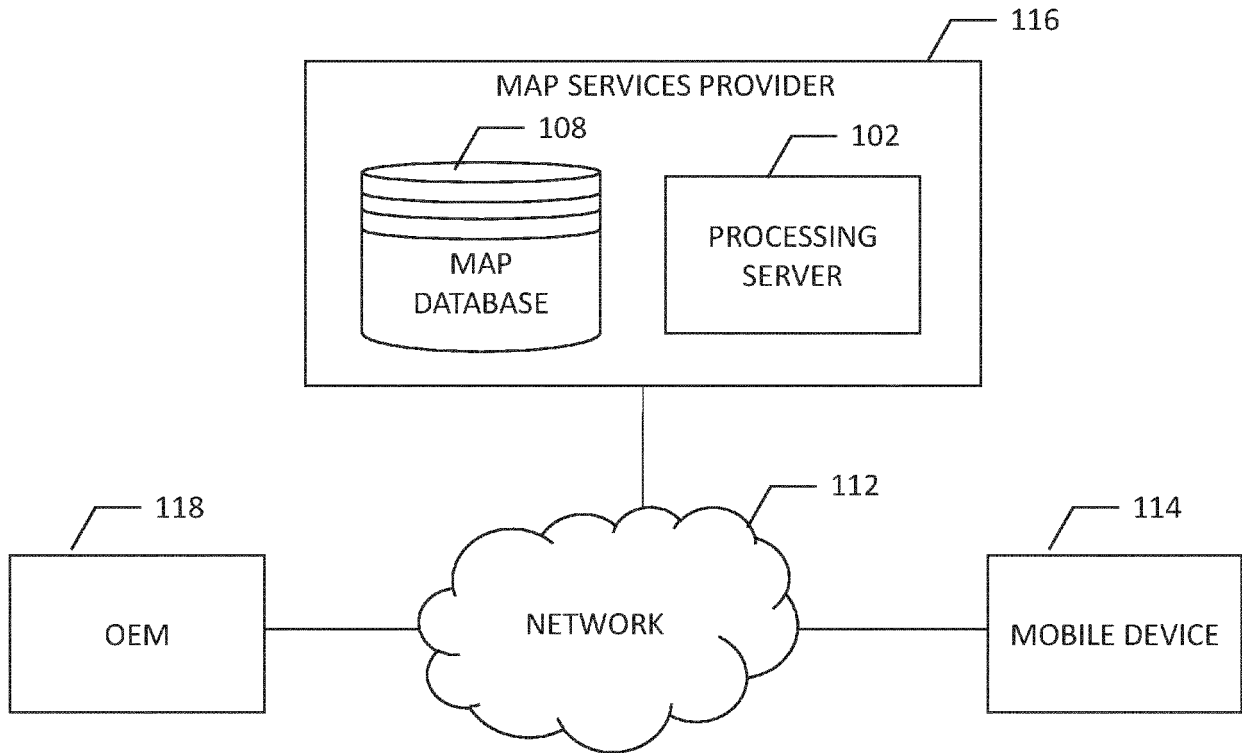 116
MAP SERVICES PROVIDER
108
102
MAP
DATABASE
PROCESSING
SERVER
118
112
114
OEM
NETWORK
MOBILE DEVICE